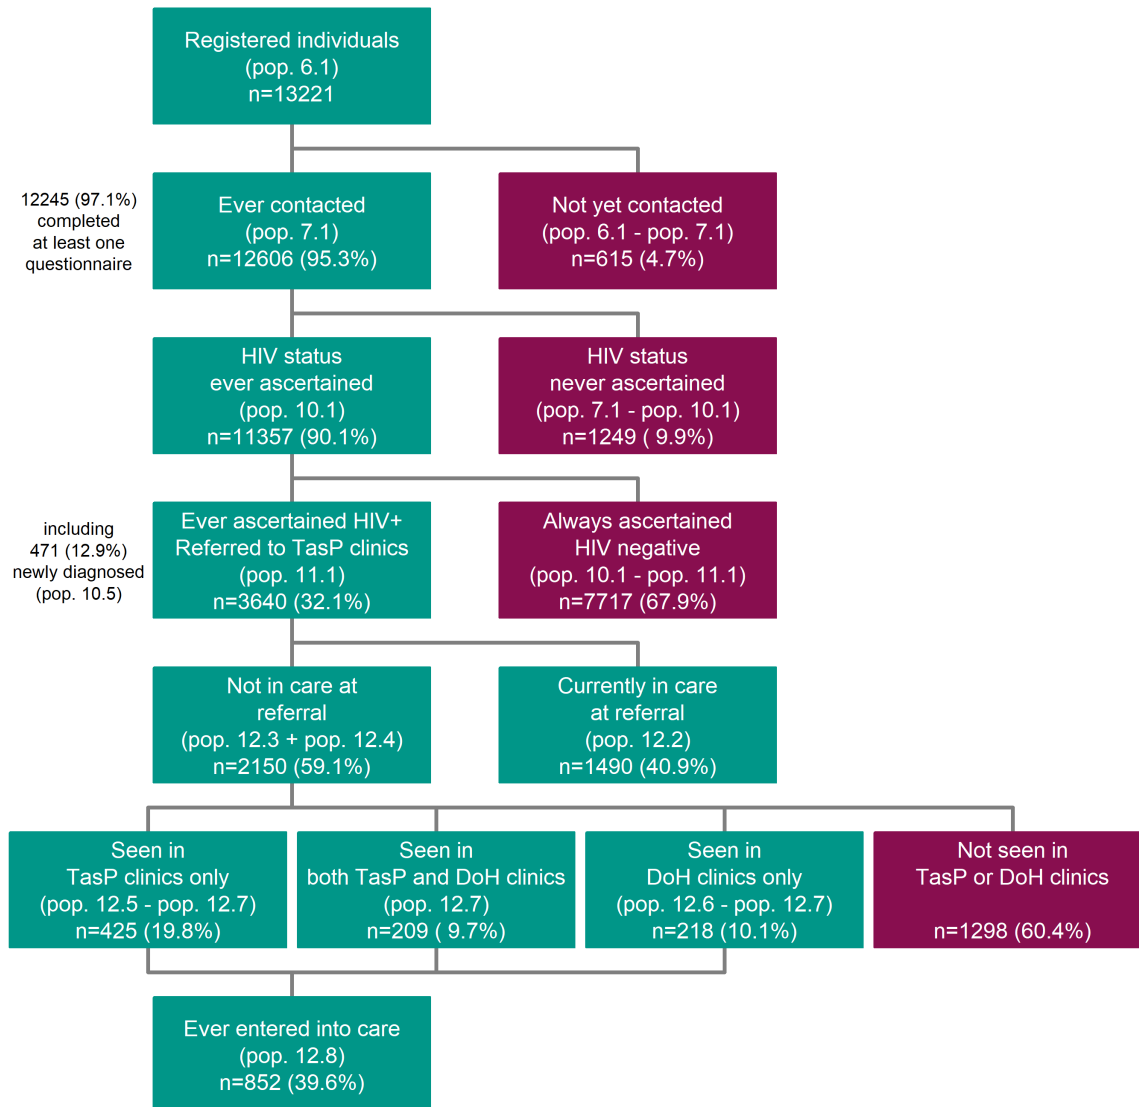 Registered individuals
(pop. 6.1)
n=13221
12245 (97.1%)
completed
at least one
questionnaire
Ever contacted
(pop. 7.1)
n=12606 (95.3%)
Not yet contacted
(pop. 6.1 - pop. 7.1)
n=615 (4.7%)
HIV status
ever ascertained
(pop. 10.1)
n=11357 (90.1%)
HIV status
never ascertained
(pop. 7.1 - pop. 10.1)
n=1249 ( 9.9%)
including
471 (12.9%)
newly diagnosed
(pop. 10.5)
Ever ascertained HIV+
Referred to TasP clinics
(pop. 11.1)
n=3640 (32.1%)
Always ascertained
HIV negative
(pop. 10.1 - pop. 11.1)
n=7717 (67.9%)
Not in care at
referral
(pop. 12.3 + pop. 12.4)
n=2150 (59.1%)
Currently in care
at referral
(pop. 12.2)
n=1490 (40.9%)
Seen in
TasP clinics only
(pop. 12.5 - pop. 12.7)
n=425 (19.8%)
Seen in
both TasP and DoH clinics
(pop. 12.7)
n=209 ( 9.7%)
Seen in
DoH clinics only
(pop. 12.6 - pop. 12.7)
n=218 (10.1%)
Not seen in
TasP or DoH clinics
n=1298 (60.4%)
Ever entered into care
(pop. 12.8)
n=852 (39.6%)